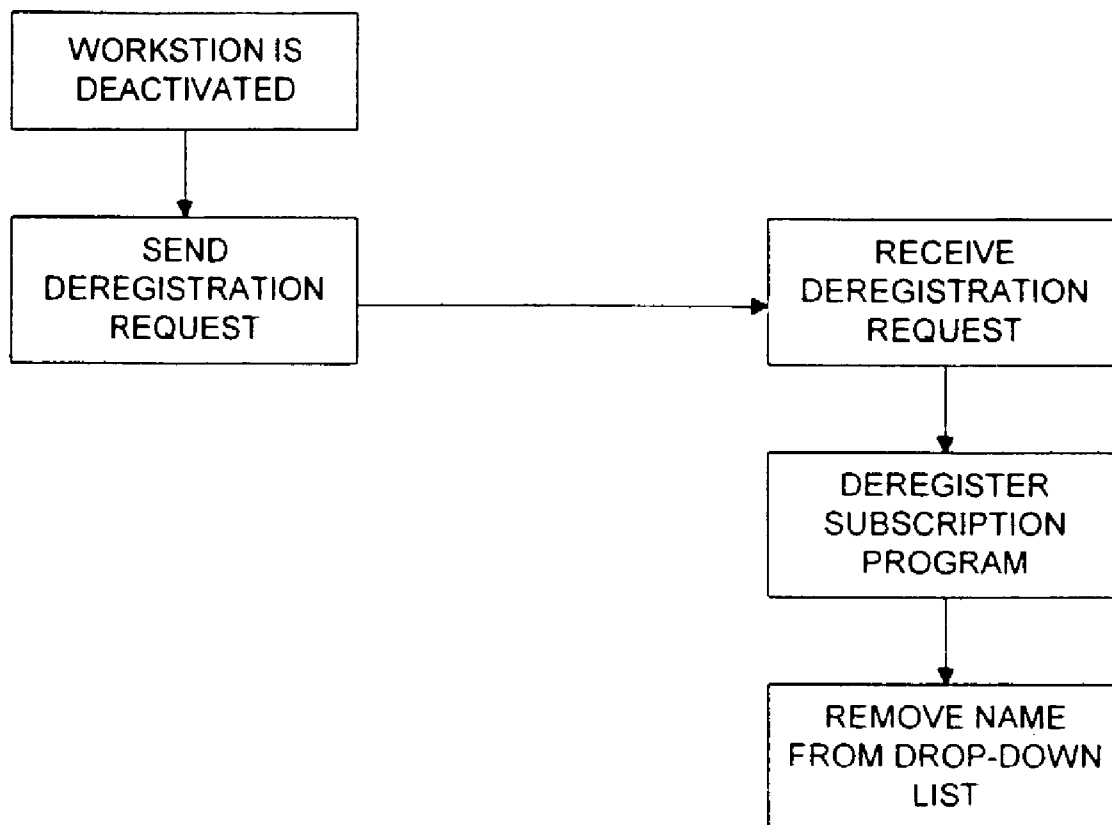 WORKSTION IS
DEACTIVATED
SEND
DEREGISTRATION
REQUEST
RECEIVE
DEREGISTRATION
REQUEST
DEREGISTER
SUBSCRIPTION
PROGRAM
REMOVE NAME
FROM DROP-DOWN
LIST